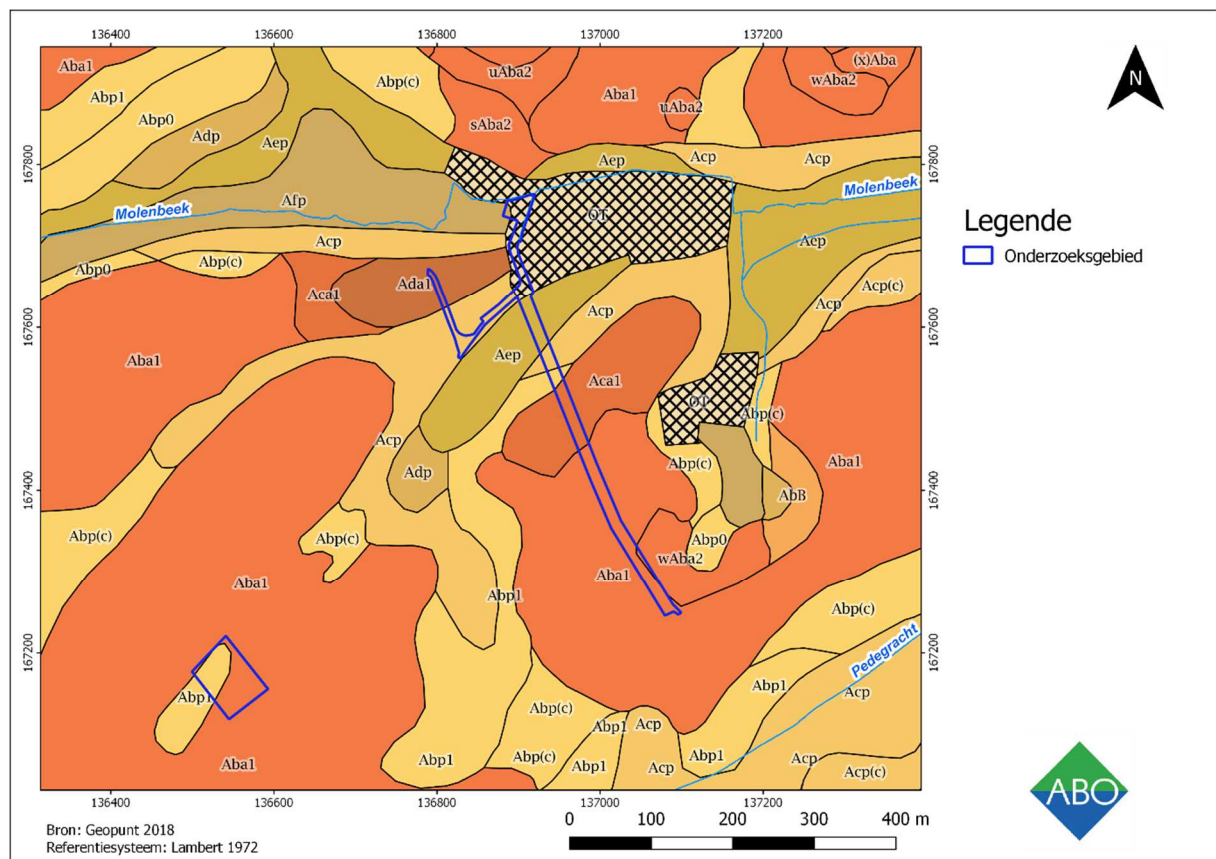 136400 136600 136800 137000 137200
Aba1
uAba2
(x)Aba
Abp(c)
wAba2
Abp1
Aba1
uAba2
Abp0
sAba2
Adp
Aep
Aep
Acp
Acp
167800
167800
Molenbeek
Afp
OT
Molenbeek
Acp
Aep
Abp0
Abp(c)
Aca1
Ada1
Acp(c)
Acp
Acp
167600
167600
Aba1
Aep
Aca1
OT
Abp(c)
Acp
Adp
Abp(c)
Aba1
AbB
167400
167400
Abp(c)
Abp(c)
Abp0
wAba2
Aba1
Aba1
Abp1
Abp(c)
Pedegracht
167200
167200
Abp1
Abp1
Acp
Abp(c)
Abp1
Acp
Aba1
Abp1
Abp(c)
Abp1
Acp
Abp1
Acp
Acp(c)
136400 136600 136800 137000 137200
N
Legende
Onderzoeksgebied
ABO
Bron: Geopunt 2018
Referentiesysteem: Lambert 1972
0 100 200 300 400 m